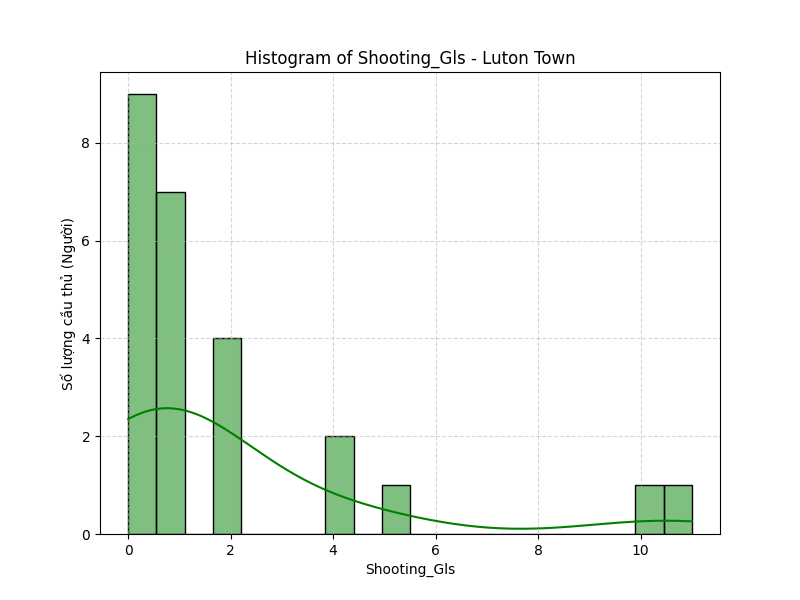 Histogram of Shooting_Gls - Luton Town
Số lượng cầu thủ (Người)
8
6
4
2
0
0 2 4 6 8 10
Shooting_Gls